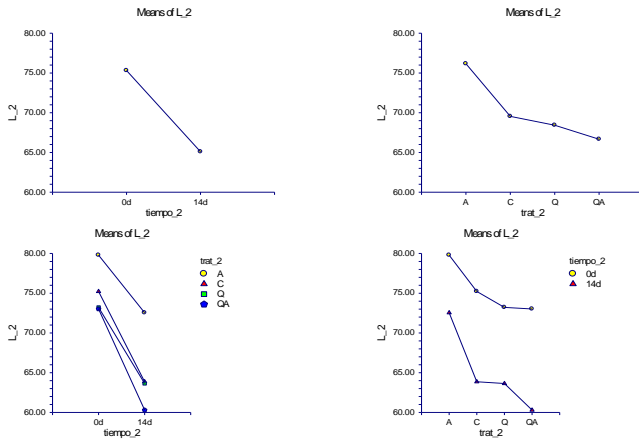 Means of L_2
80.00
75.00
70.00
65.00
60.00
L_2
0d 14d
tiempo_2
Means of L_2
80.00
75.00
70.00
65.00
60.00
L_2
A C Q QA
trat_2
Means of L_2
80.00
75.00
70.00
65.00
60.00
L_2
0d 14d
tiempo_2
trat_2
A
C
Q
QA
Means of L_2
80.00
75.00
70.00
65.00
60.00
L_2
A C Q QA
trat_2
tiempo_2
0d
14d